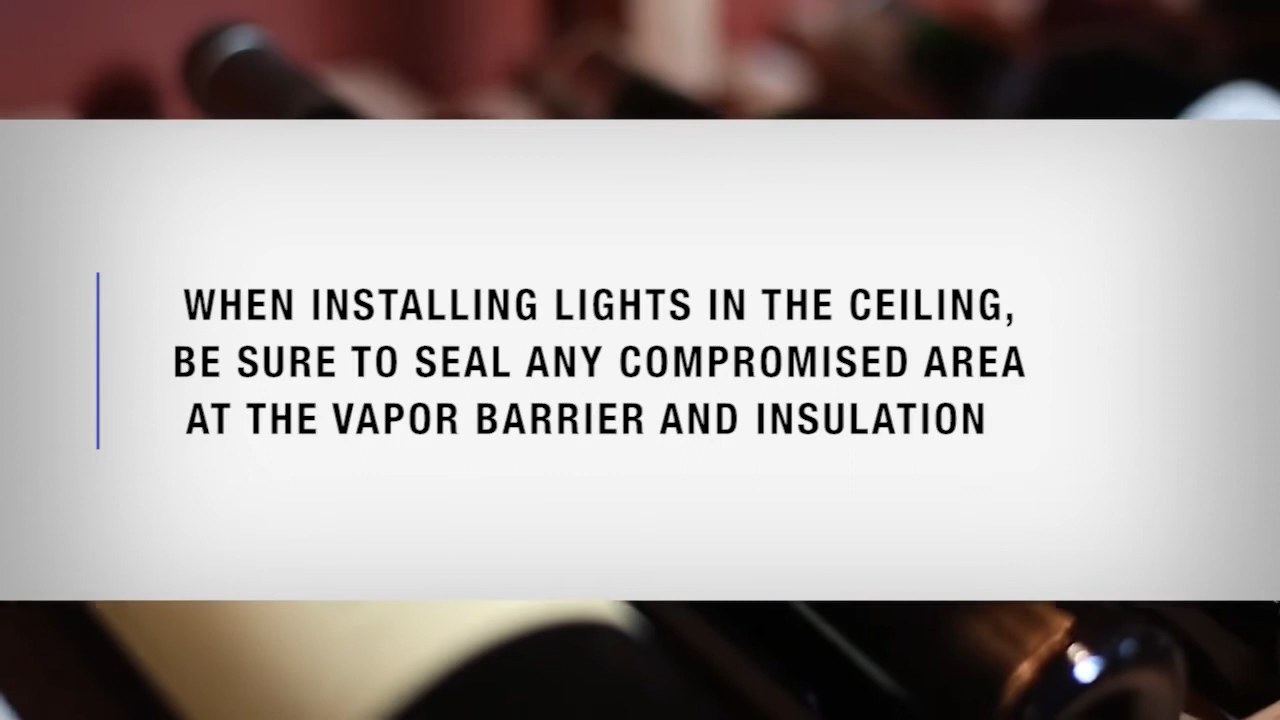 WHEN INSTALLING LIGHTS IN THE CEILING,
BE SURE TO SEAL ANY COMPROMISED AREA
AT THE VAPOR BARRIER AND INSULATION